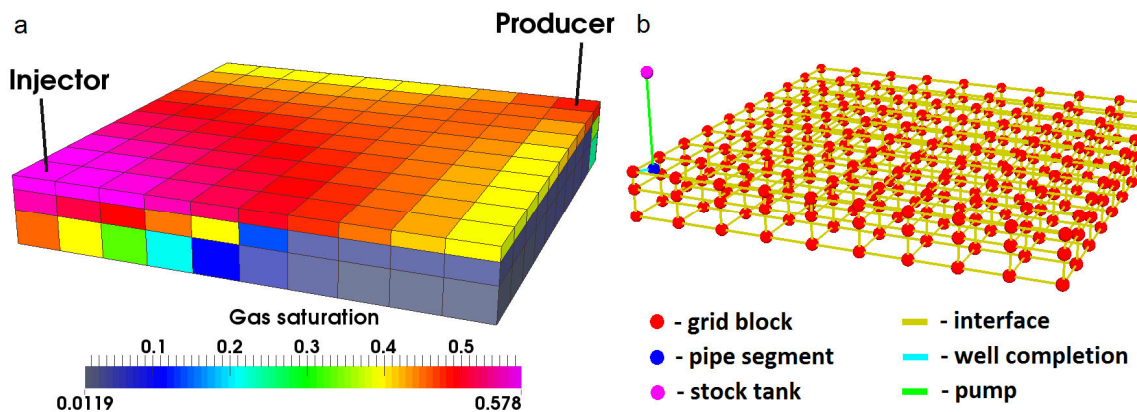 a
Producer
Injector
Gas saturation
0.1 0.2 0.3 0.4 0.5
0.0119 0.578
b
- grid block
- pipe segment
- stock tank
- interface
- well completion
- pump